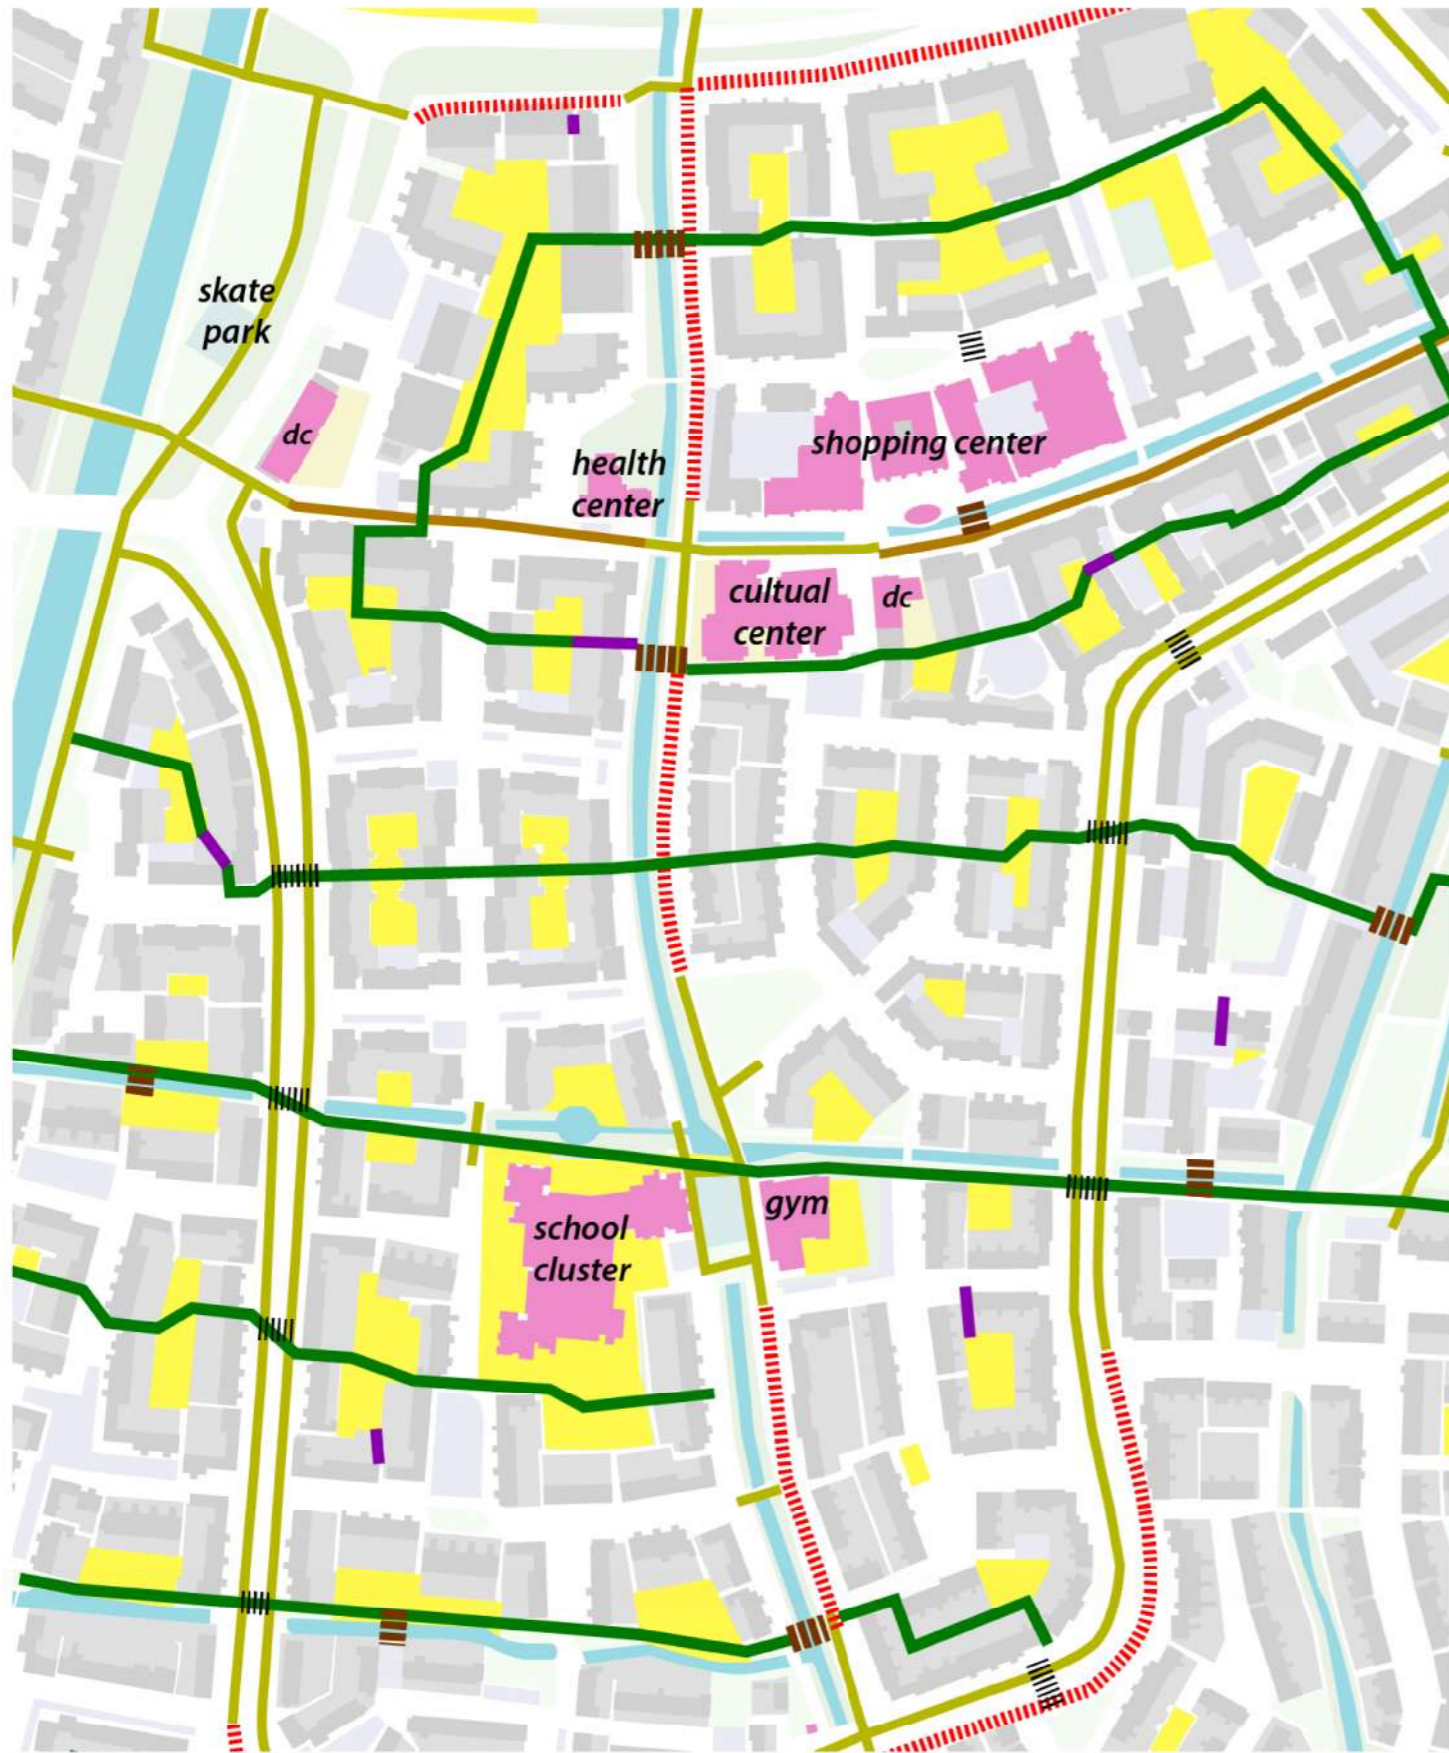 skate
park
dc
health
center
shopping center
cultual
center
dc
school
cluster
gym